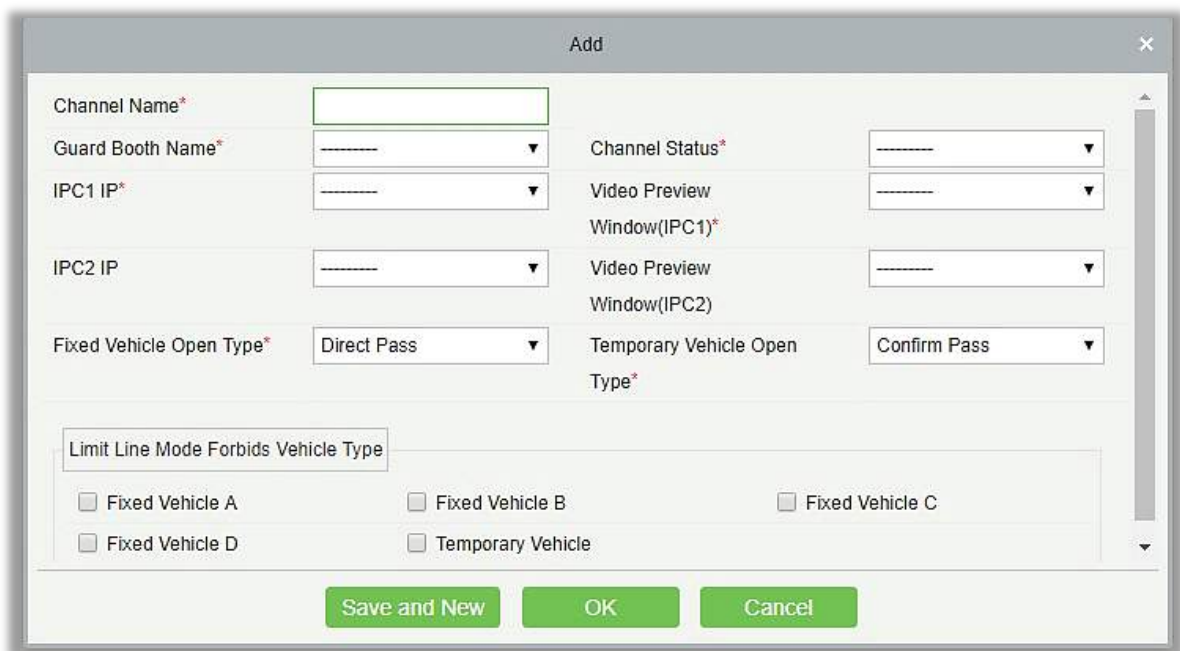 Add
Channel Name*
Guard Booth Name* --------- Channel Status* ---------
IPC1 IP* --------- Video Preview Window(IPC1)* ---------
IPC2 IP --------- Video Preview Window(IPC2) ---------
Fixed Vehicle Open Type* Direct Pass Temporary Vehicle Open Type* Confirm Pass
Limit Line Mode Forbids Vehicle Type
Fixed Vehicle A Fixed Vehicle B Fixed Vehicle C
Fixed Vehicle D Temporary Vehicle
Save and New OK Cancel